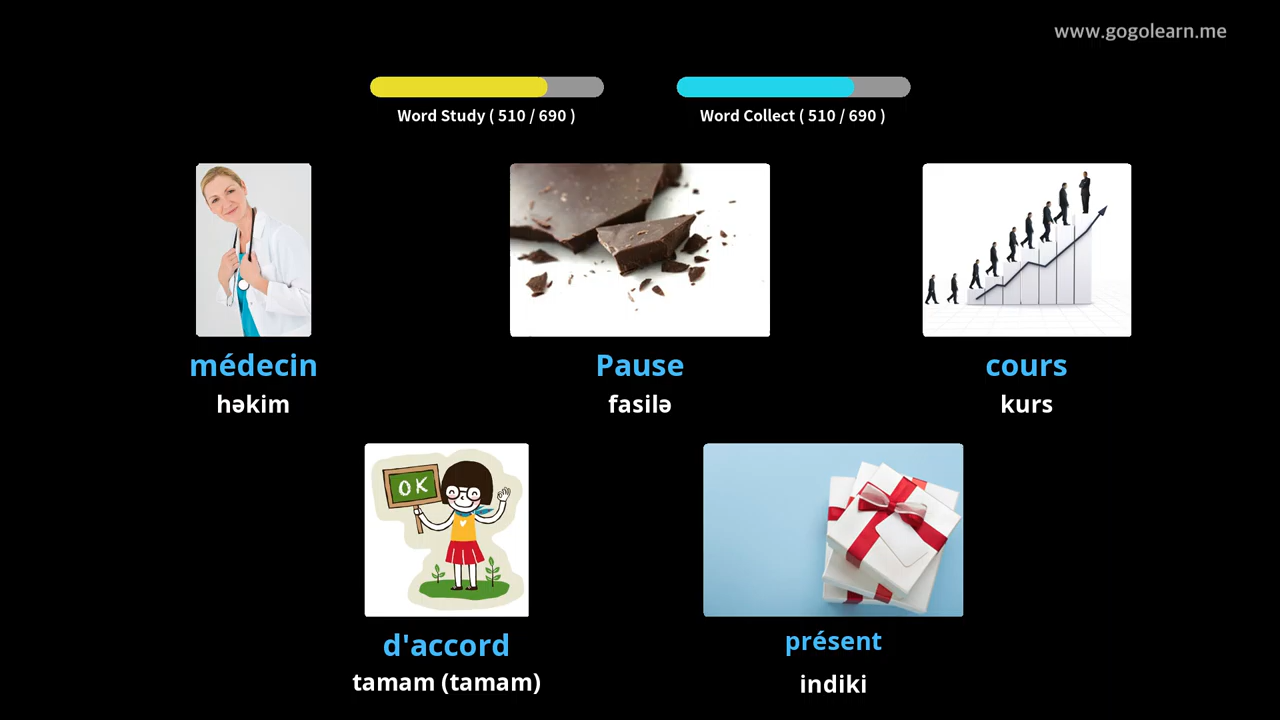 www.gogolearn.me
Word Study ( 510 / 690 )
Word Collect ( 510 / 690 )
médecin
həkim
Pause
fasilə
cours
kurs
OK
d'accord
tamam (tamam)
présent
indiki